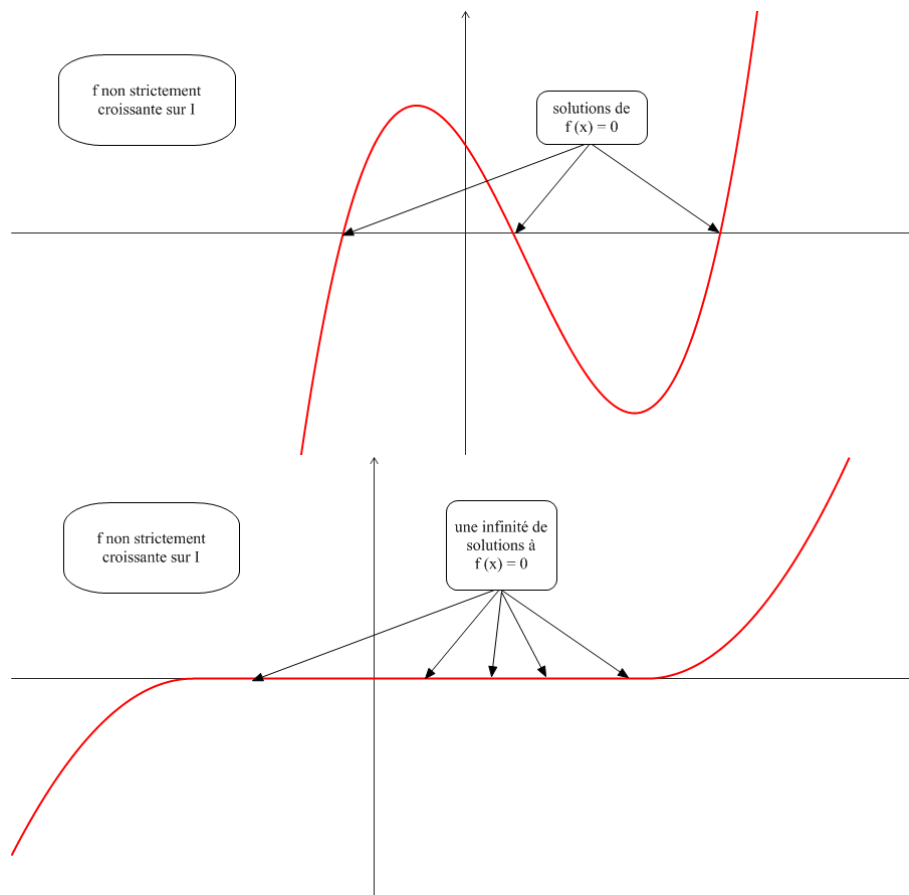 f non strictement
croissante sur I
solutions de
f (x) = 0
f non strictement
croissante sur I
une infinité de
solutions à
f (x) = 0